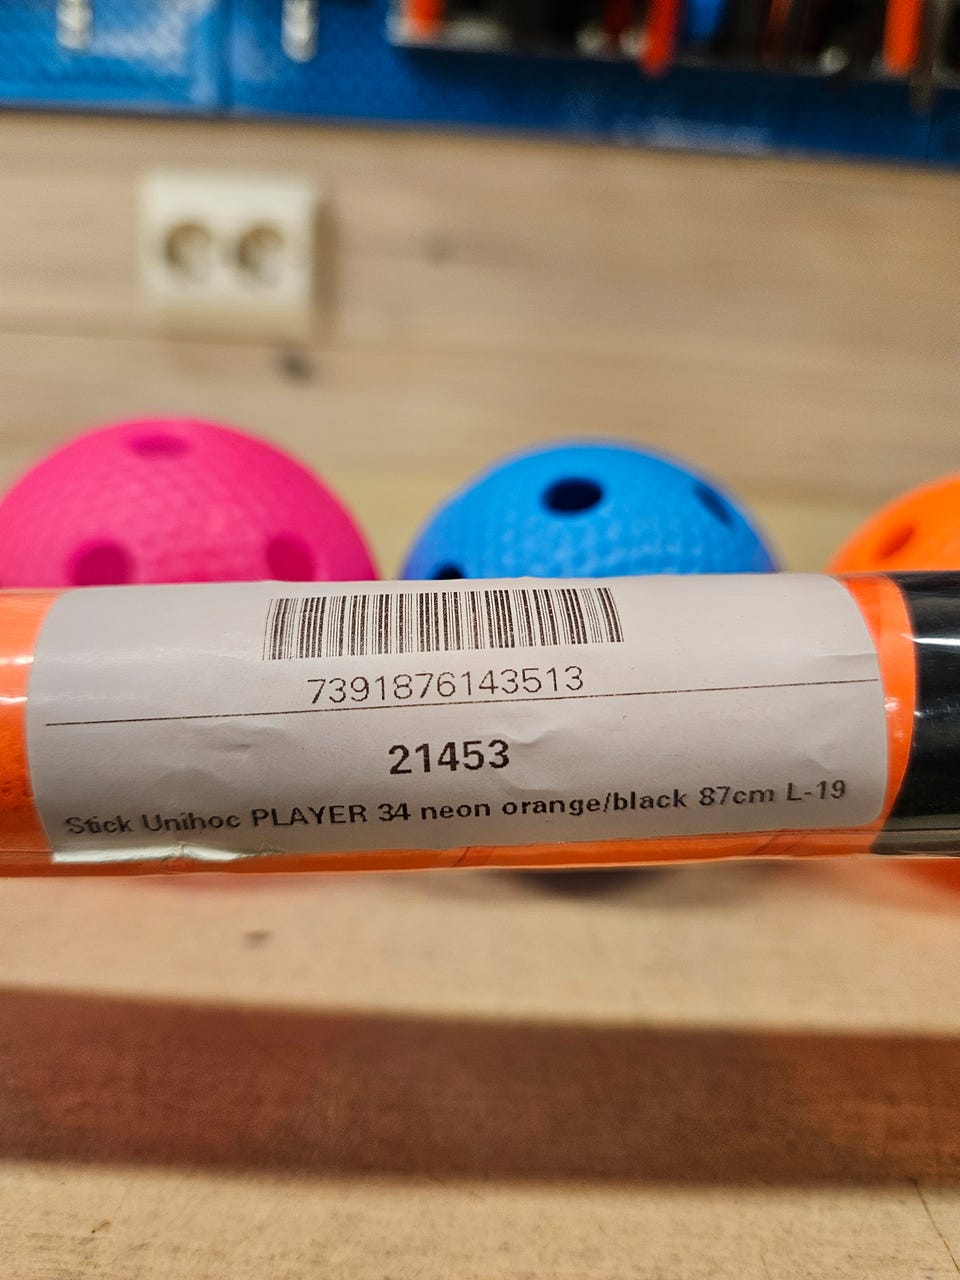 7391876143513
21453
Stick Unihoc PLAYER 34 neon orange/black 87cm L-19